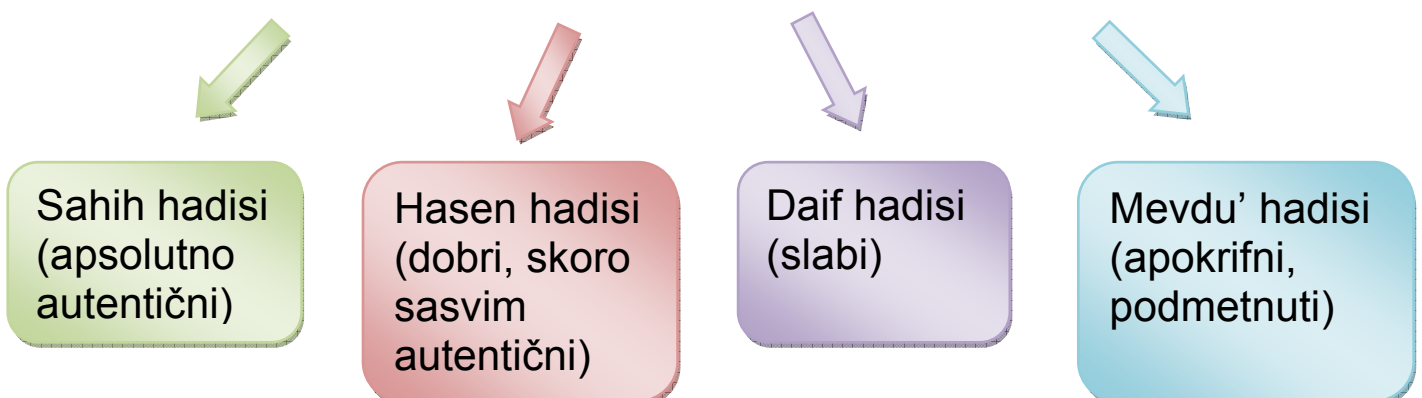 Sahih hadisi
(apsolutno
autentični)
Hasen hadisi
(dobri, skoro
sasvim
autentični)
Daif hadisi
(slabi)
Mevdu’ hadisi
(apokrifni,
podmetnuti)